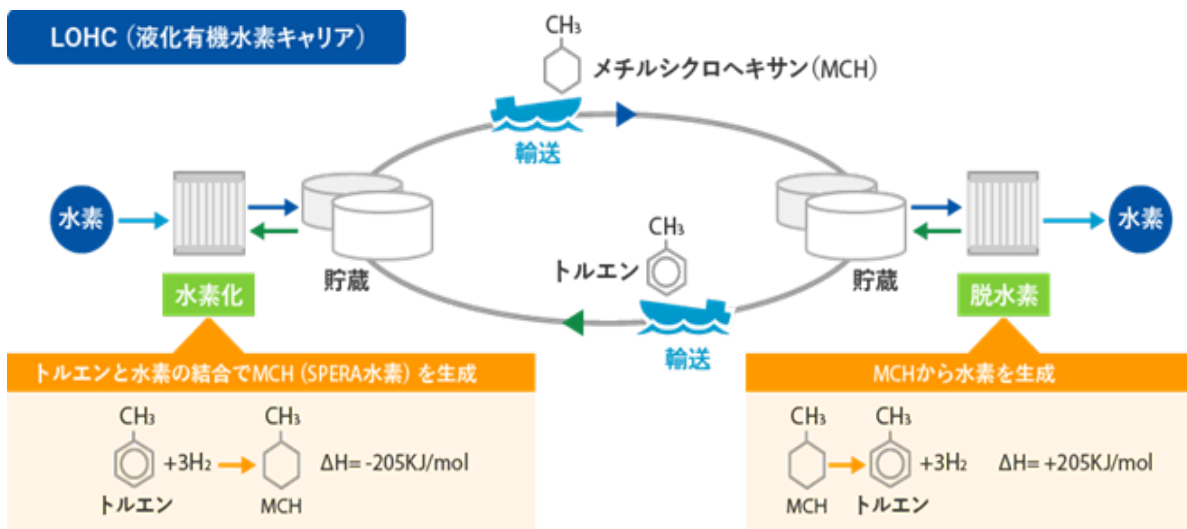 LOHC（液化有機水素キャリア）
CH₃
メチルシクロヘキサン(MCH)
輸送
水素
水素
CH₃
トルエン
貯蔵
貯蔵
水素化
脱水素
輸送
トルエンと水素の結合でMCH（SPERA水素）を生成
CH₃
CH₃
+3H₂
ΔH= -205KJ/mol
トルエン
MCH
MCHから水素を生成
CH₃
+3H₂
ΔH= +205KJ/mol
MCH
トルエン